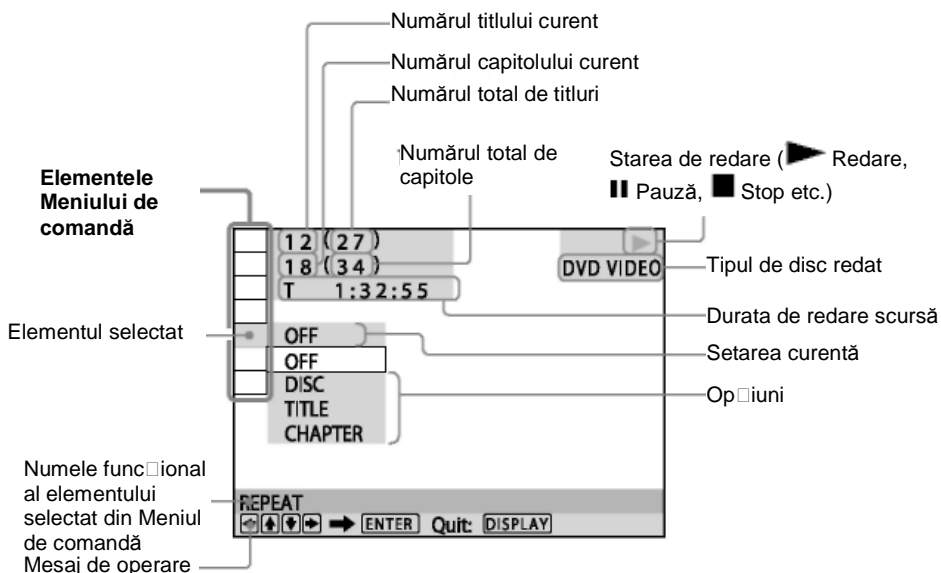 Numărul titlului curent
Numărul capitolului curent
Numărul total de titluri
Numărul total de
capitole
Starea de redare (▶ Redare,
⏸ Pauză, ■ Stop etc.)
Elementele
Meniului de
comandă
12 (27)
18 (34)
T 1:32:55
DVD VIDEO
Tipul de disc redat
Durata de redare scursă
Elementul selectat
OFF
Setarea curentă
OFF
DISC
TITLE
CHAPTER
Op□iuni
Numele func□ional
al elementului
selectat din Meniul
de comandă
Mesaj de operare
REPEAT
←↑↓→ ➡ ENTER Quit: DISPLAY